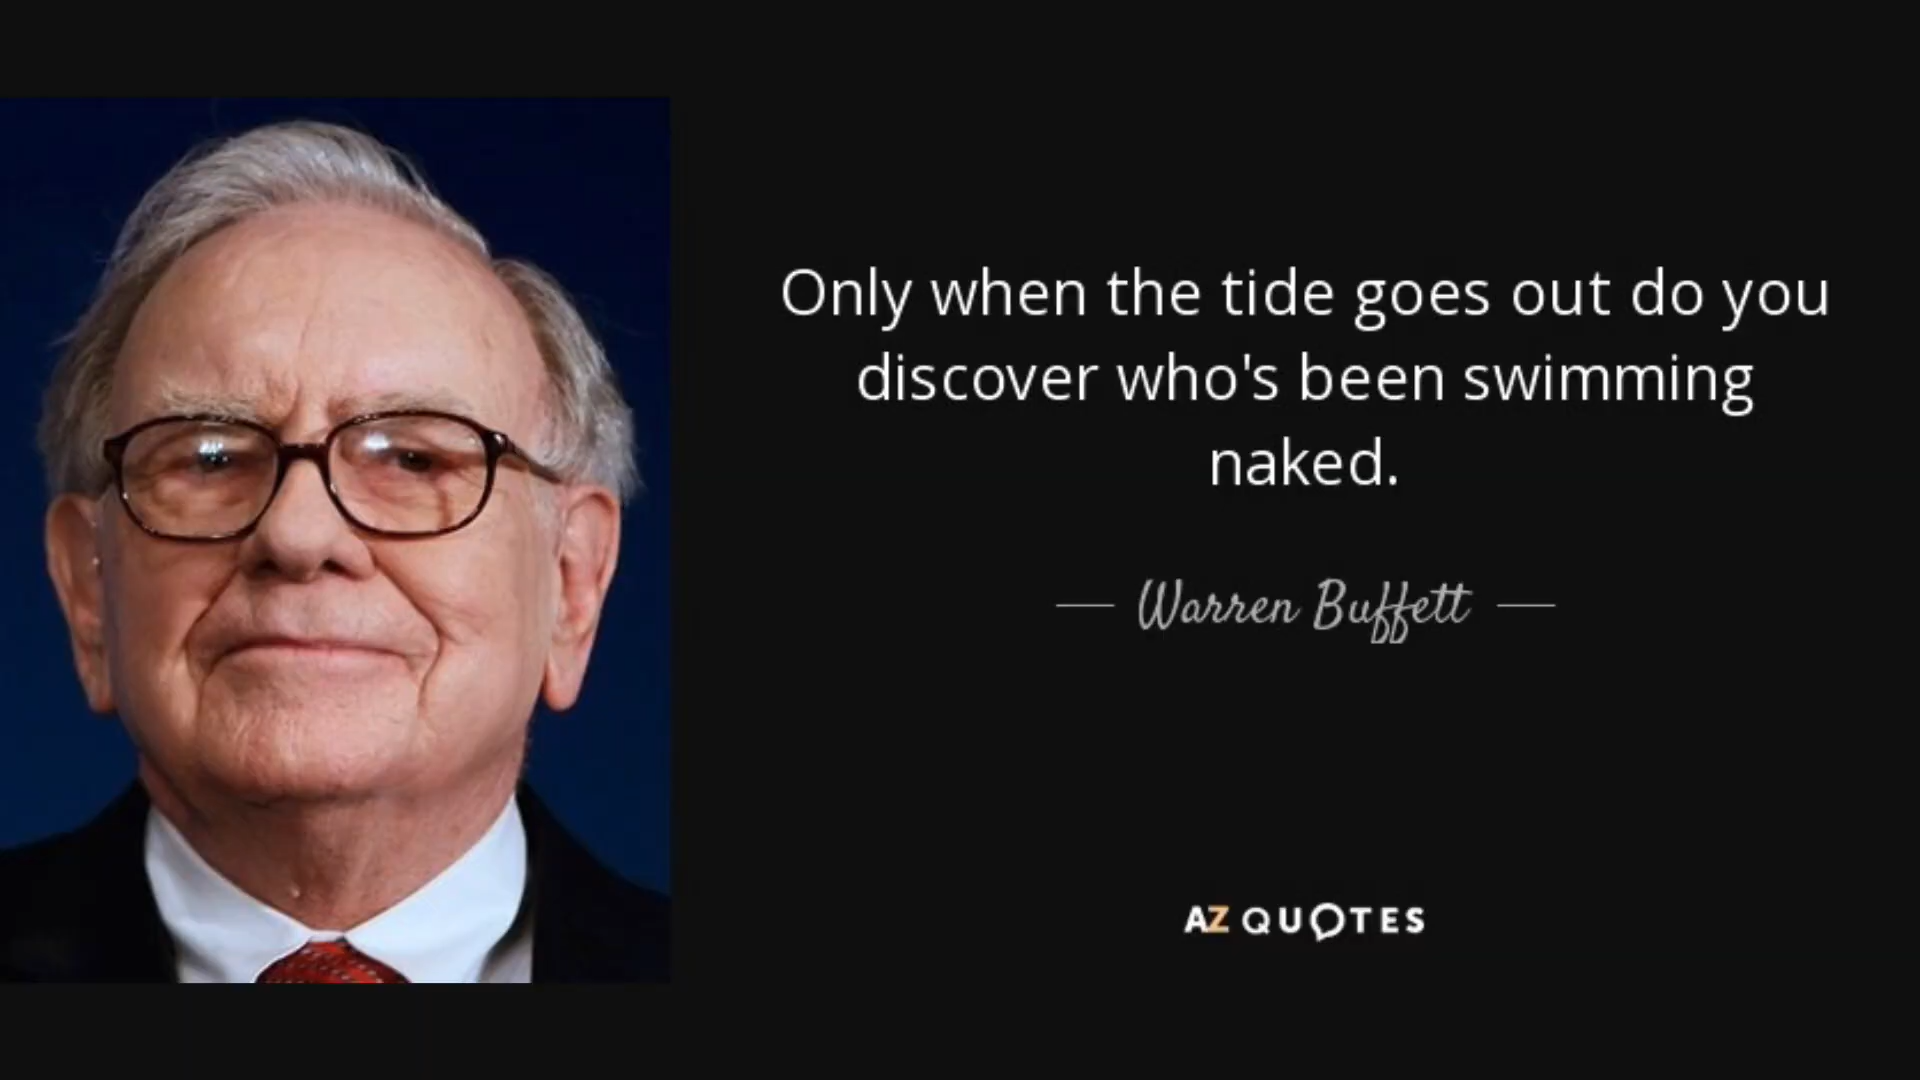 Only when the tide goes out do you
discover who's been swimming
naked.
— Warren Buffett —
AZ QUOTES